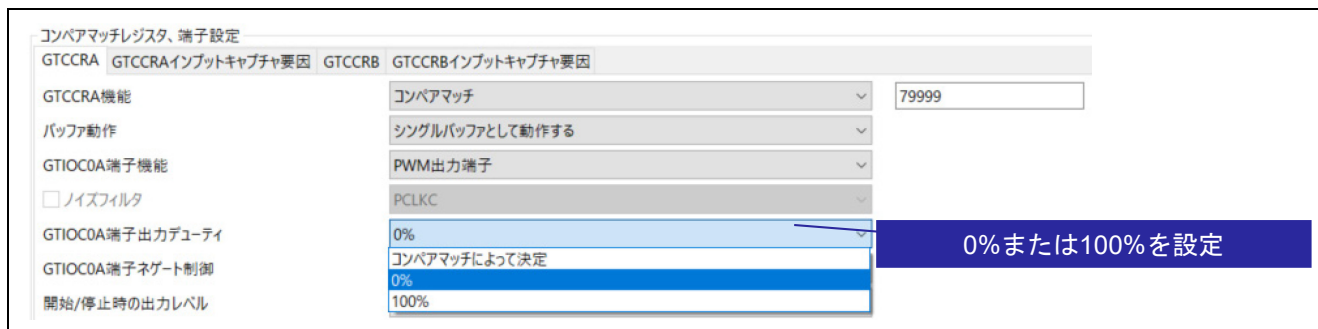 コンペアマッチレジスタ、端子設定
GTCCRA GTCCRAインプットキャプチャ要因 GTCCRB GTCCRBインプットキャプチャ要因
GTCCRA機能 コンペアマッチ 79999
バッファ動作 シングルバッファとして動作する
GTIOC0A端子機能 PWM出力端子
ノイズフィルタ PCLKC
GTIOC0A端子出力デューティ 0%
0%または100%を設定
コンペアマッチによって決定
GTIOC0A端子ネゲート制御
0%
開始/停止時の出力レベル 100%